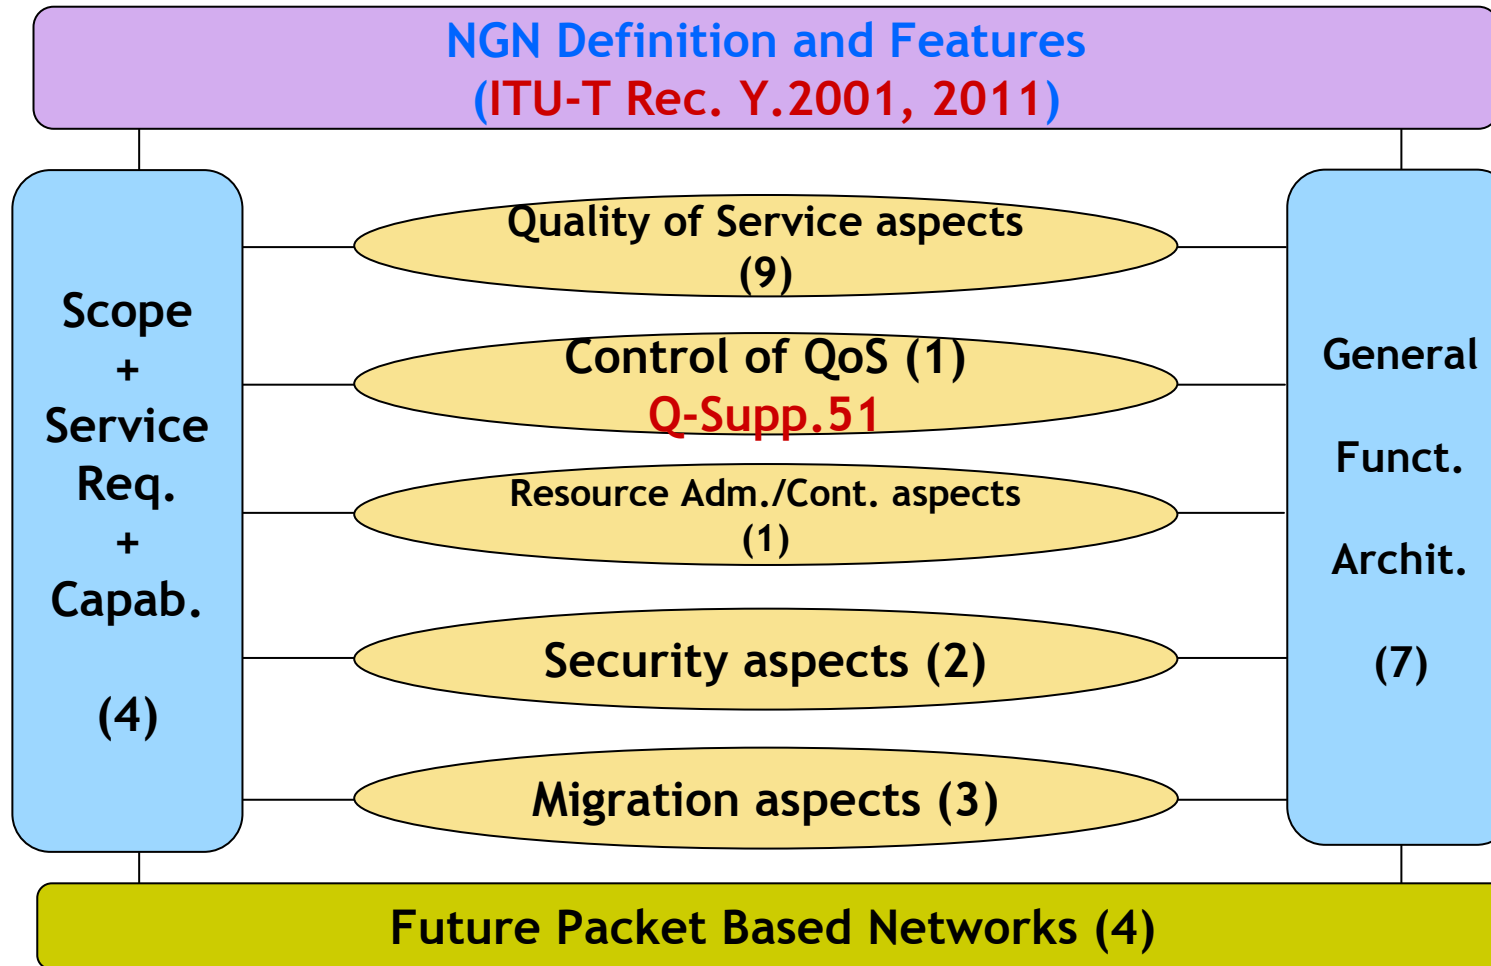 NGN Definition and Features
(ITU-T Rec. Y.2001, 2011)
Scope
+
Service
Req.
+
Capab.
(4)
Quality of Service aspects
(9)
Control of QoS (1)
Q-Supp.51
Resource Adm./Cont. aspects
(1)
Security aspects (2)
Migration aspects (3)
General
Funct.
Archit.
(7)
Future Packet Based Networks (4)